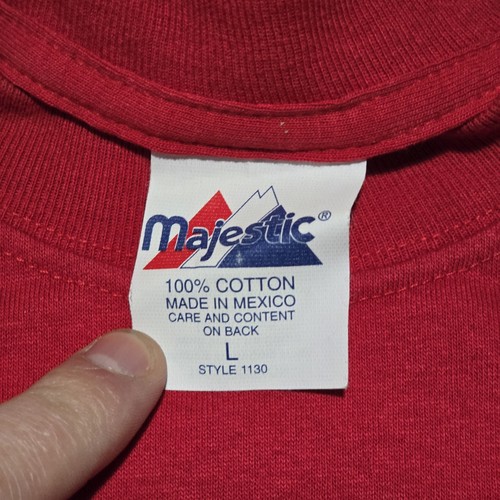 Majestic®
100% COTTON
MADE IN MEXICO
CARE AND CONTENT
ON BACK
L
STYLE 1130